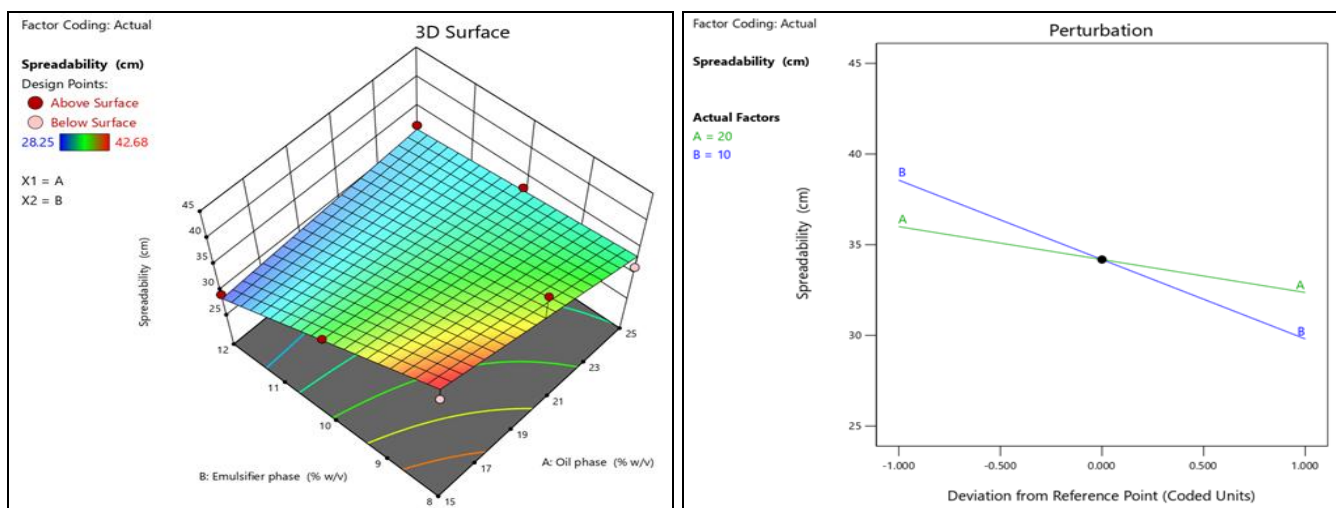 Factor Coding: Actual
3D Surface
Spreadability (cm)
Design Points:
Above Surface
Below Surface
28.25 42.68
X1 = A
X2 = B
Spreadability (cm)
45
40
35
30
25
12
11
10
9
8
B: Emulsifier phase (% w/v)
15
17
19
21
23
25
A: Oil phase (% w/v)
Factor Coding: Actual
Perturbation
Spreadability (cm)
Actual Factors
A = 20
B = 10
Spreadability (cm)
45
40
35
30
25
B
A
A
B
-1.000 -0.500 0.000 0.500 1.000
Deviation from Reference Point (Coded Units)